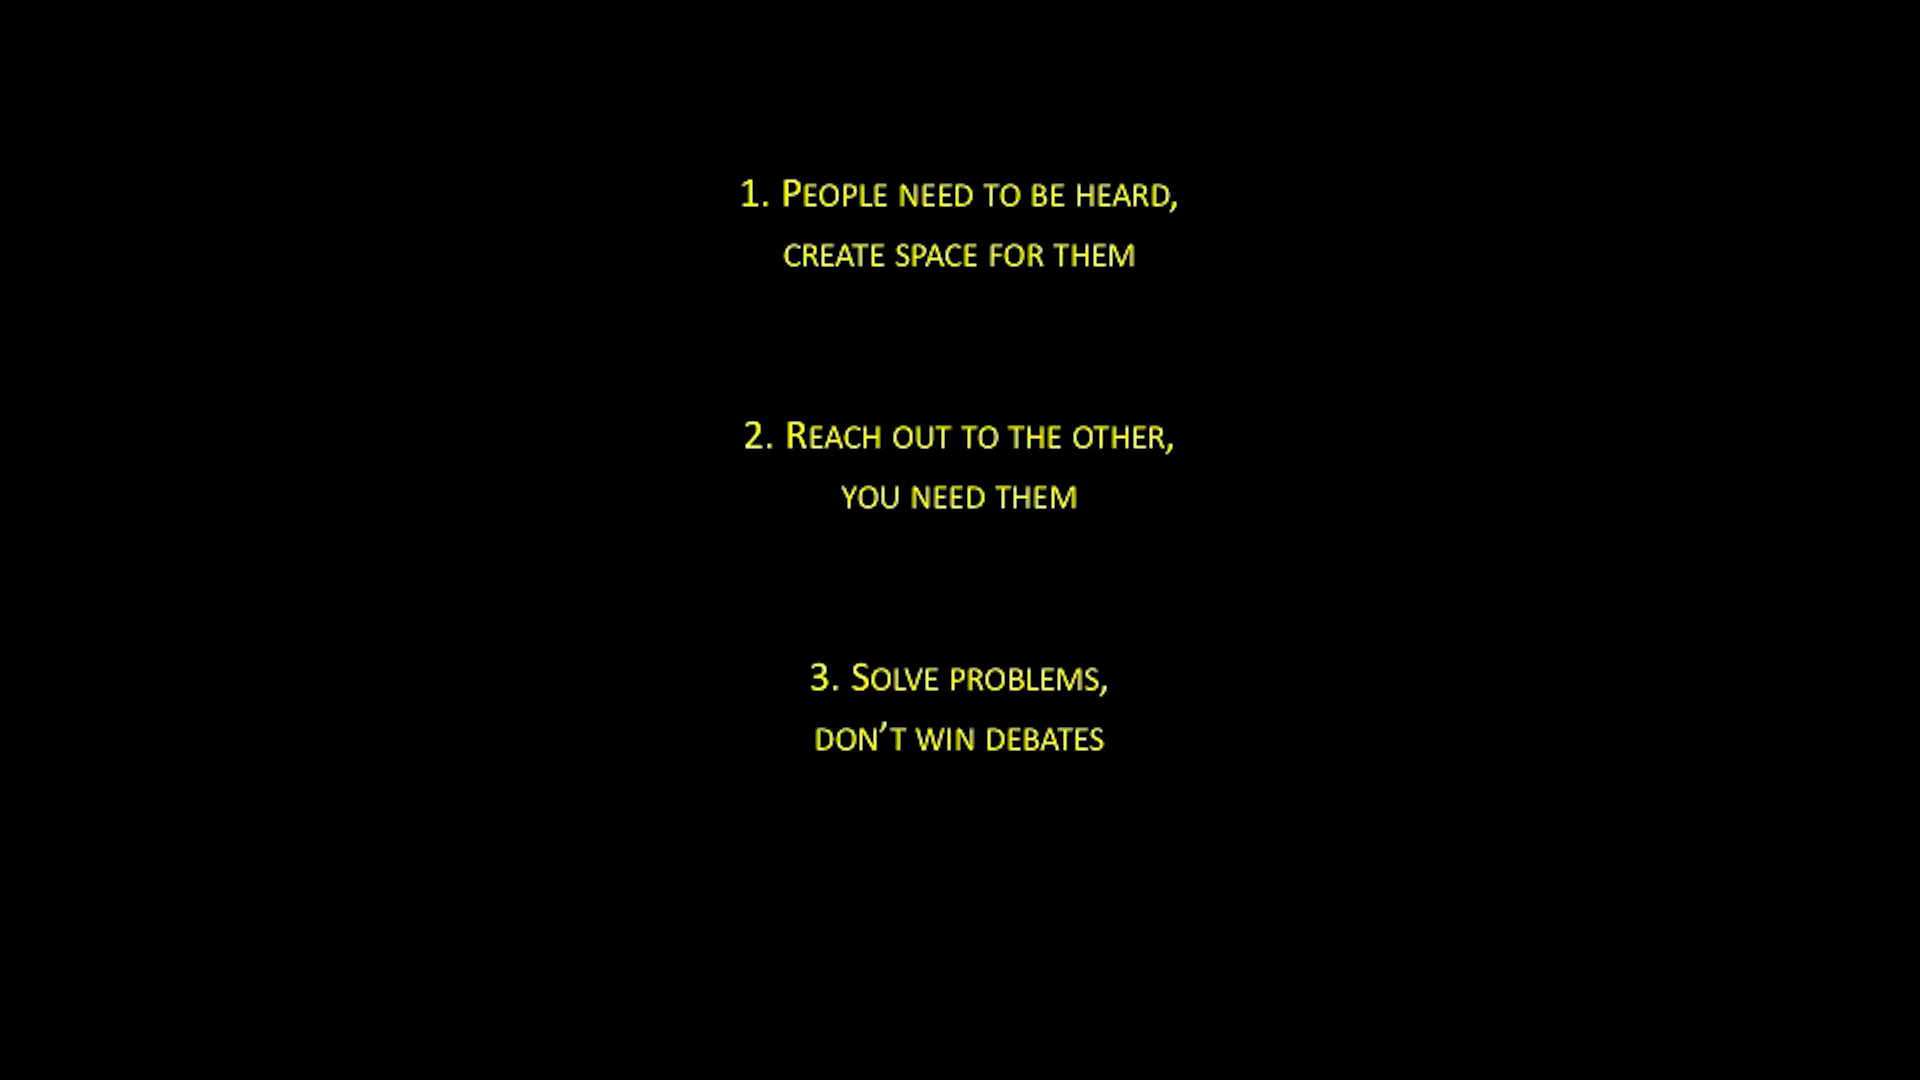 1. People need to be heard,
create space for them
2. Reach out to the other,
you need them
3. Solve problems,
don’t win debates